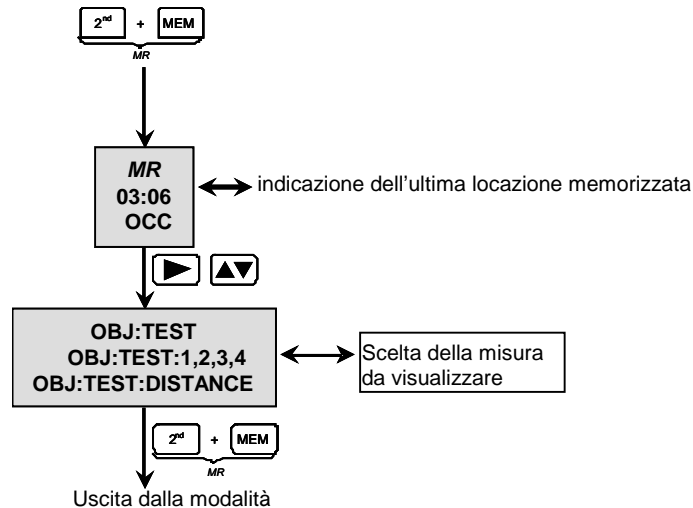 2nd + MEM
MR
MR
03:06
OCC
indicazione dell'ultima locazione memorizzata
OBJ:TEST
OBJ:TEST:1,2,3,4
OBJ:TEST:DISTANCE
Scelta della misura
da visualizzare
2nd + MEM
MR
Uscita dalla modalità